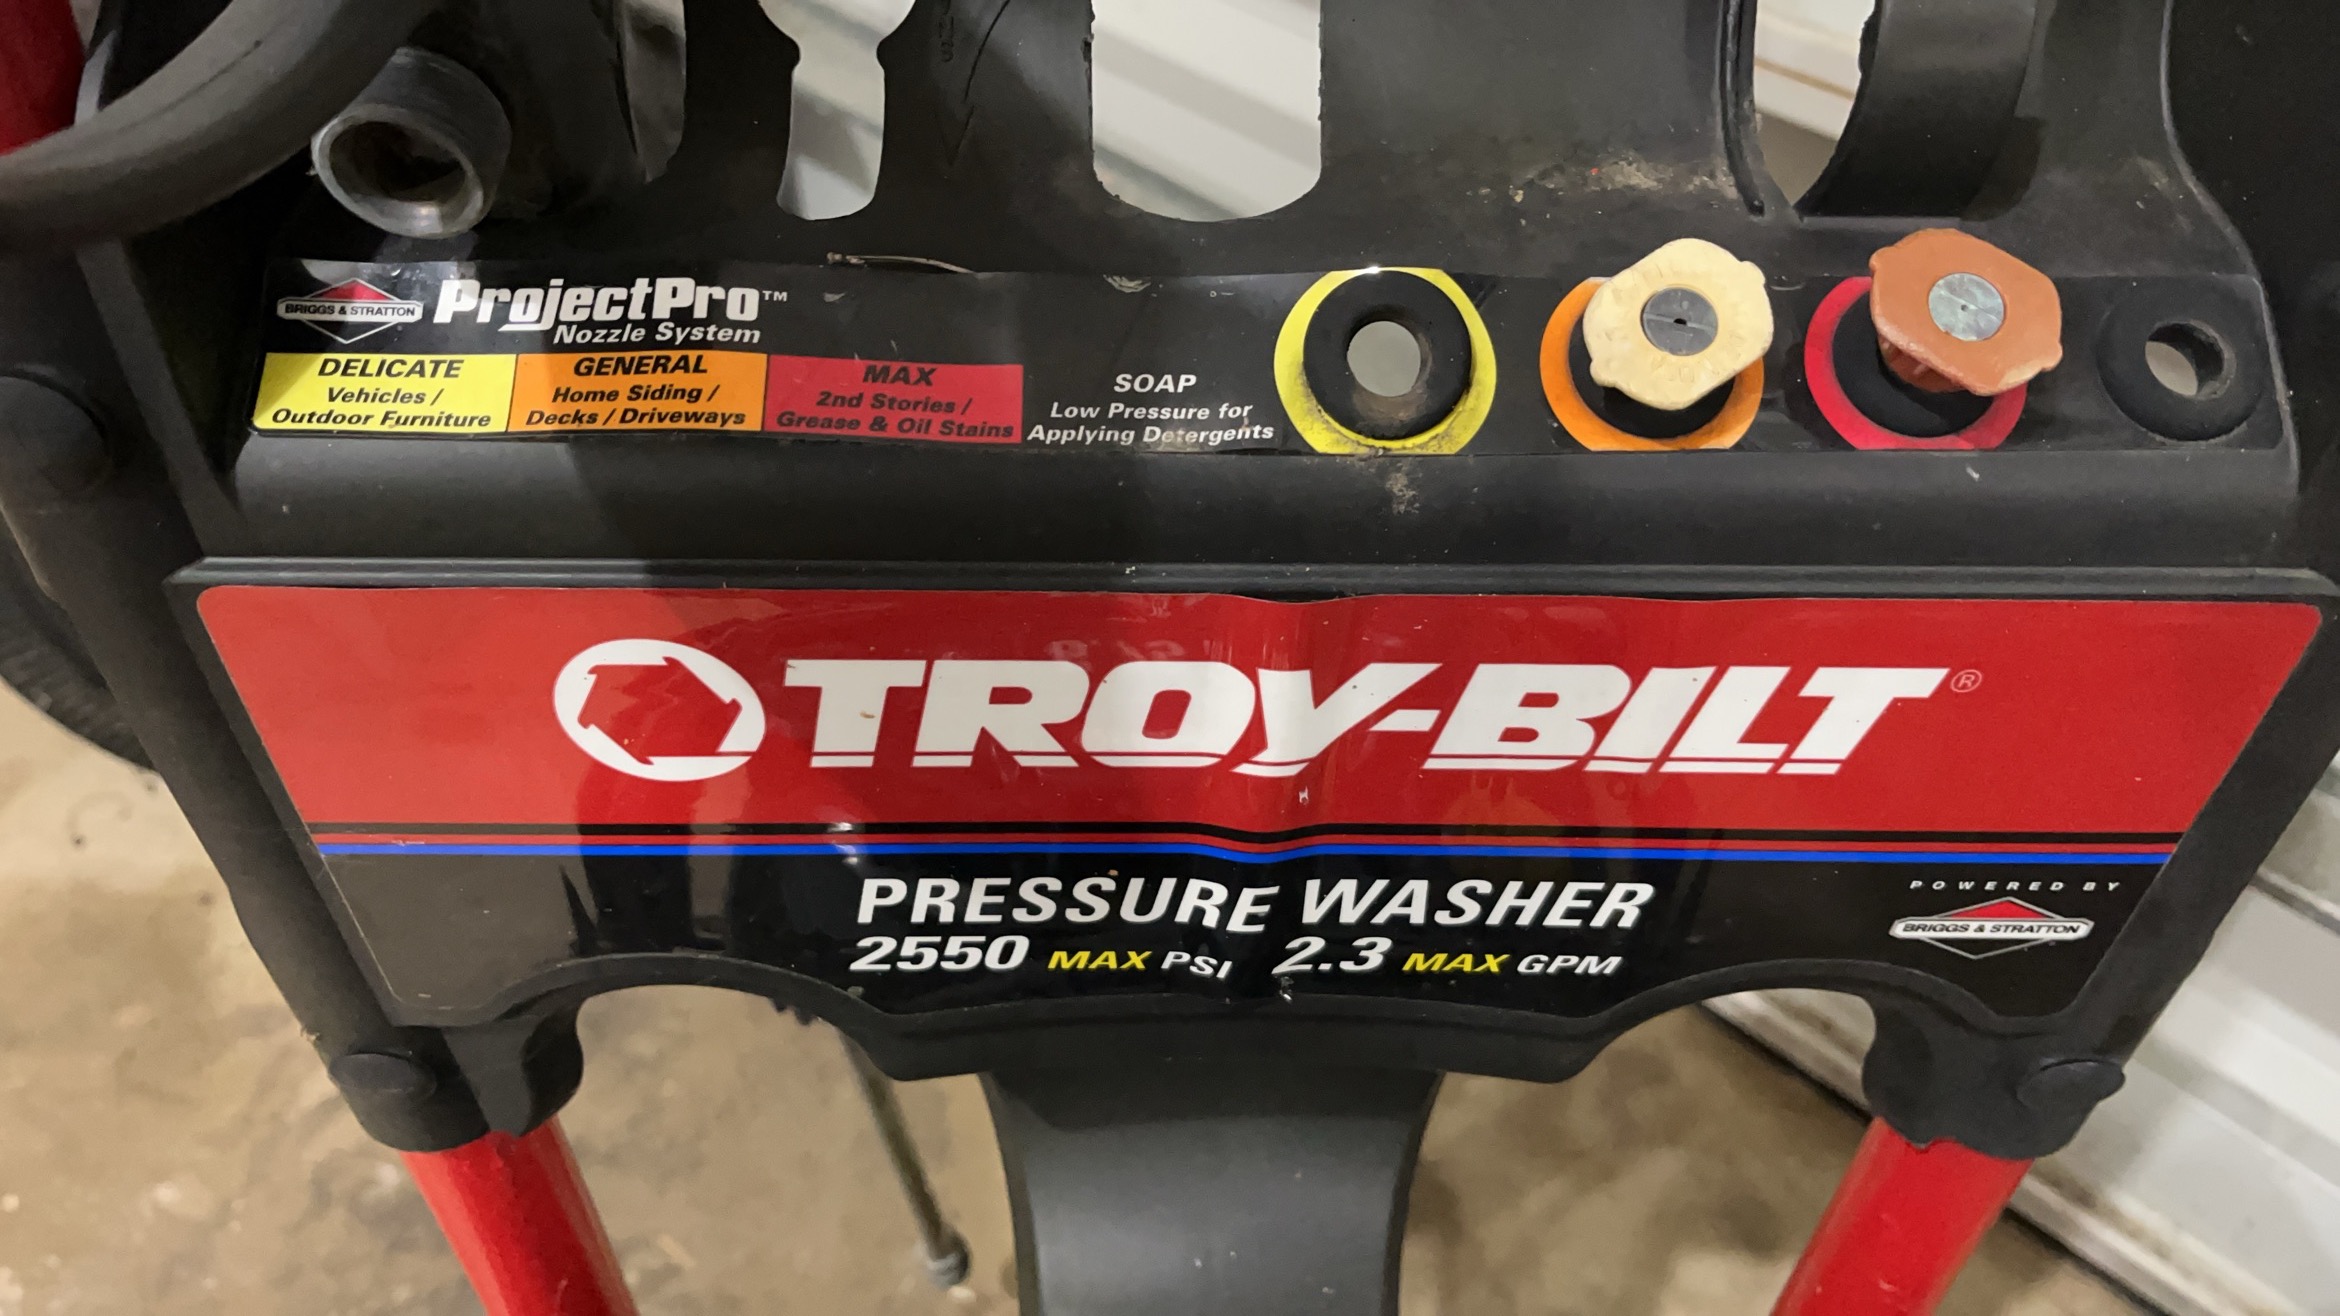 BRIGGS & STRATTON
ProjectPro™
Nozzle System
DELICATE
Vehicles /
Outdoor Furniture
GENERAL
Home Siding /
Decks / Driveways
MAX
2nd Stories /
Grease & Oil Stains
SOAP
Low Pressure for
Applying Detergents
TROY-BILT®
PRESSURE WASHER
2550 MAX PSI 2.3 MAX GPM
POWERED BY
BRIGGS & STRATTON